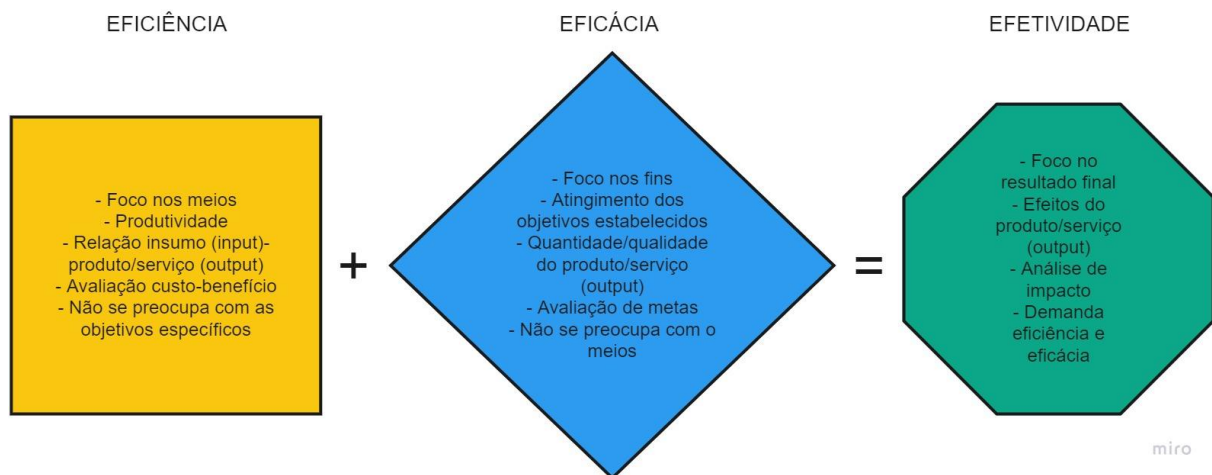 EFICIÊNCIA
- Foco nos meios
- Produtividade
- Relação insumo (input)-
produto/serviço (output)
- Avaliação custo-benefício
- Não se preocupa com as
objetivos específicos
+
EFICÁCIA
- Foco nos fins
- Atingimento dos
objetivos estabelecidos
- Quantidade/qualidade
do produto/serviço
(output)
- Avaliação de metas
- Não se preocupa com o
meios
=
EFETIVIDADE
- Foco no
resultado final
- Efeitos do
produto/serviço
(output)
- Análise de
impacto
- Demanda
eficiência e
eficácia
miro